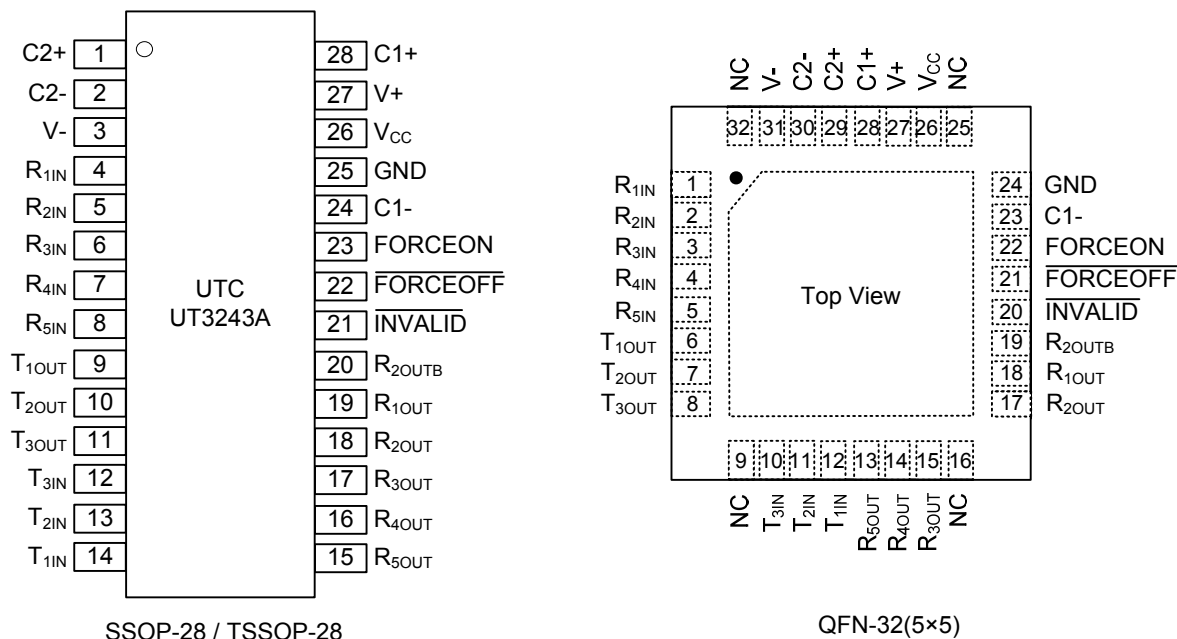 C2+ 1 28 C1+
C2- 2 27 V+
V- 3 26 VCC
R1IN 4 25 GND
R2IN 5 24 C1-
R3IN 6 23 FORCEON
R4IN 7 22 FORCEOFF
R5IN 8 21 INVALID
T1OUT 9 20 R2OUTB
T2OUT 10 19 R1OUT
T3OUT 11 18 R2OUT
T3IN 12 17 R3OUT
T2IN 13 16 R4OUT
T1IN 14 15 R5OUT
UTC
UT3243A
SSOP-28 / TSSOP-28
NC V- C2- C2+ C1+ V+ VCC NC
32 31 30 29 28 27 26 25
R1IN 1 24 GND
R2IN 2 23 C1-
R3IN 3 22 FORCEON
R4IN 4 21 FORCEOFF
R5IN 5 20 INVALID
T1OUT 6 19 R2OUTB
T2OUT 7 18 R1OUT
T3OUT 8 17 R2OUT
Top View
9 10 11 12 13 14 15 16
NC T3IN T2IN T1IN R5OUT R4OUT R3OUT NC
QFN-32(5×5)